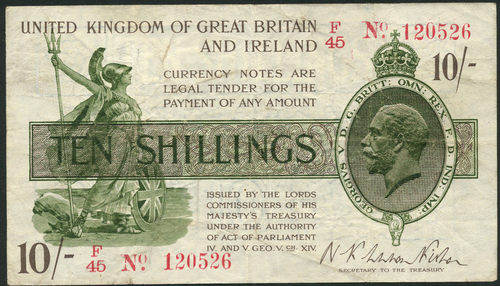 UNITED KINGDOM OF GREAT BRITAIN
AND IRELAND
F
45
Nº 120526
10/-
CURRENCY NOTES ARE
LEGAL TENDER FOR THE
PAYMENT OF ANY AMOUNT
GEORGIVS V D. G. BRITT: OMN: REX F. D. IND: IMP:
TEN SHILLINGS
ISSUED BY THE LORDS
COMMISSIONERS OF HIS
MAJESTY'S TREASURY
UNDER THE AUTHORITY
OF ACT OF PARLIAMENT
IV. AND V. GEO. V. CH. XIV.
10/-
F
45
Nº 120526
SECRETARY TO THE TREASURY